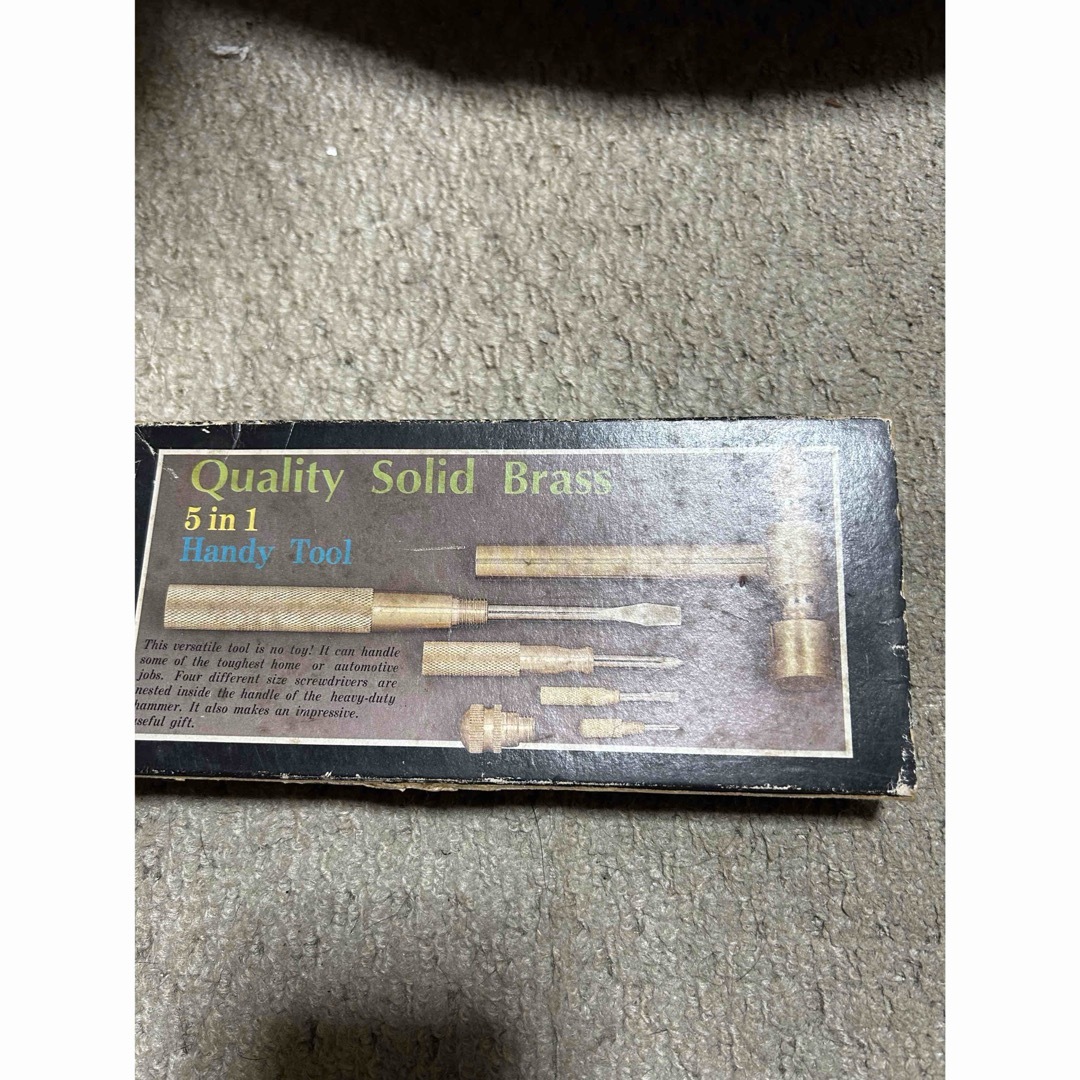 Quality Solid Brass
5 in 1
Handy Tool
This versatile tool is no toy! It can handle
some of the toughest home or automotive
jobs. Four different size screwdrivers are
nested inside the handle of the heavy-duty
hammer. It also makes an impressive.
useful gift.